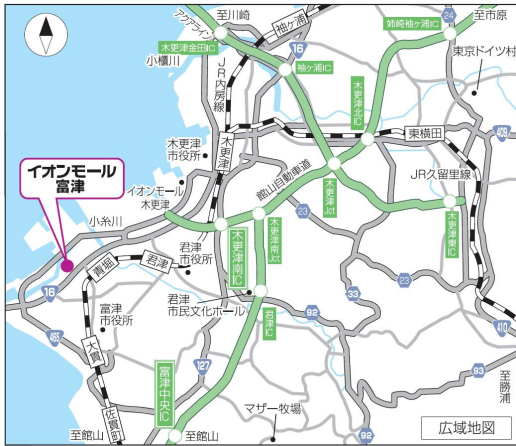 至川崎
アクアライン
木更津金田IC
小櫃川
袖ヶ浦
16
袖ヶ浦IC
姉崎袖ヶ浦IC
24
至市原
東京ドイツ村
JR内房線
木更津北IC
409
東横田
木更津
市役所
木更津
イオンモール
木更津
館山自動車道
木更津Jct
JR久留里線
木更津東IC
イオンモール
富津
小糸川
木更津南IC
木更津南Jct
23
23
33
君津
市役所
君津
青堀
16
君津
市民文化ホール
君津IC
92
92
410
富津
市役所
465
大貫
127
93
至勝浦
佐貫町
富津中央IC
至館山
至館山
マザー牧場
広域地図